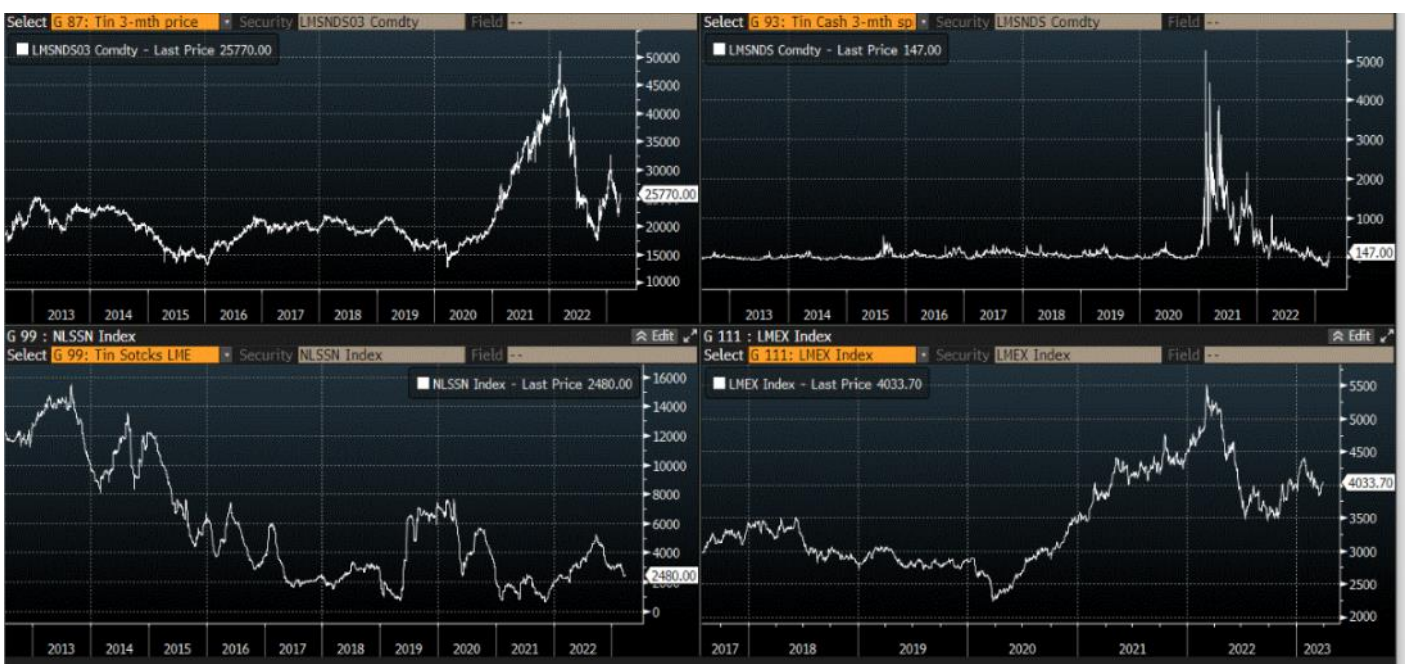 Select G 87: Tin 3-mth price Security LMSNDS03 Comdty Field --
LMSNDS03 Comdty - Last Price 25770.00
50000
45000
40000
35000
30000
25770.00
20000
15000
10000
2013 2014 2015 2016 2017 2018 2019 2020 2021 2022
Select G 93: Tin Cash 3-mth sp Security LMSNDS Comdty Field --
LMSNDS Comdty - Last Price 147.00
5000
4000
3000
2000
1000
147.00
2013 2014 2015 2016 2017 2018 2019 2020 2021 2022
G 99 : NLSSN Index Edit
Select G 99: Tin Sotcks LME Security NLSSN Index Field --
NLSSN Index - Last Price 2480.00
16000
14000
12000
10000
8000
6000
4000
2480.00
0
2013 2014 2015 2016 2017 2018 2019 2020 2021 2022
G 111 : LMEX Index Edit
Select G 111: LMEX Index Security LMEX Index Field --
LMEX Index - Last Price 4033.70
5500
5000
4500
4033.70
3500
3000
2500
2000
2017 2018 2019 2020 2021 2022 2023